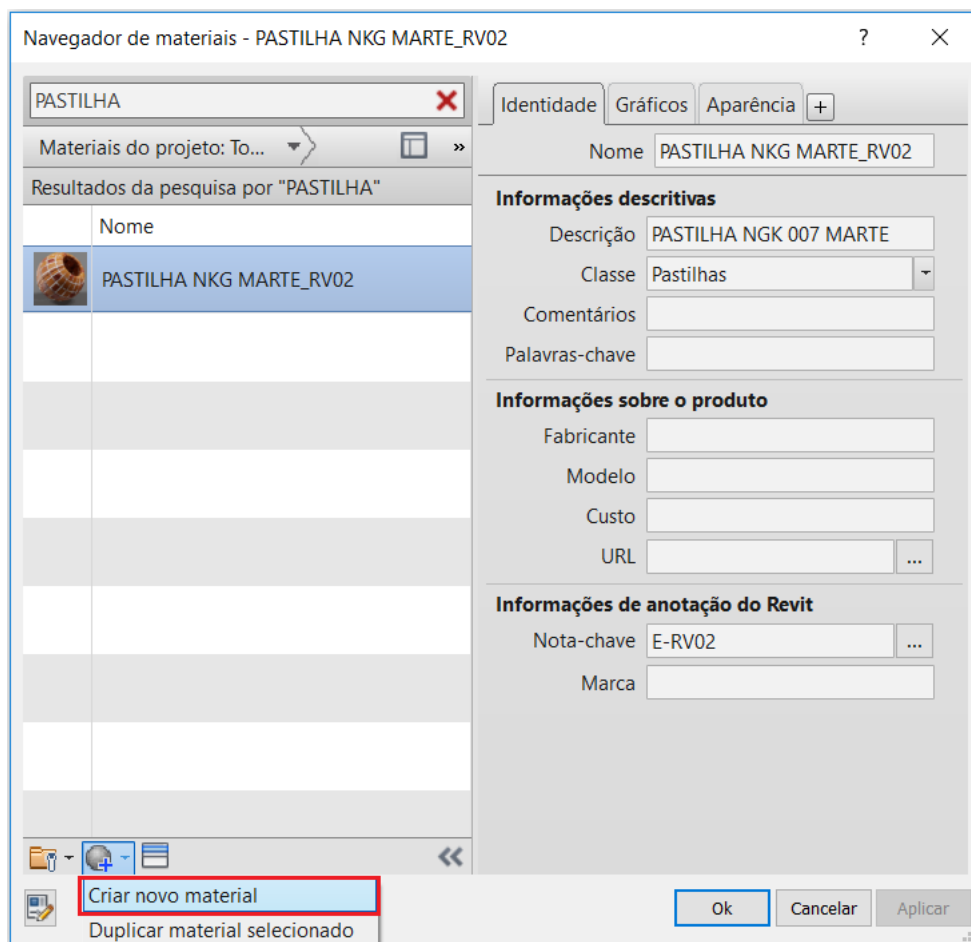 Navegador de materiais - PASTILHA NKG MARTE_RV02
?
PASTILHA
Materiais do projeto: To...
»
Resultados da pesquisa por "PASTILHA"
Nome
PASTILHA NKG MARTE_RV02
Criar novo material
Duplicar material selecionado
Identidade
Gráficos
Aparência
+
Nome PASTILHA NKG MARTE_RV02
Informações descritivas
Descrição PASTILHA NGK 007 MARTE
Classe Pastilhas
Comentários
Palavras-chave
Informações sobre o produto
Fabricante
Modelo
Custo
URL ...
Informações de anotação do Revit
Nota-chave E-RV02 ...
Marca
Ok
Cancelar
Aplicar